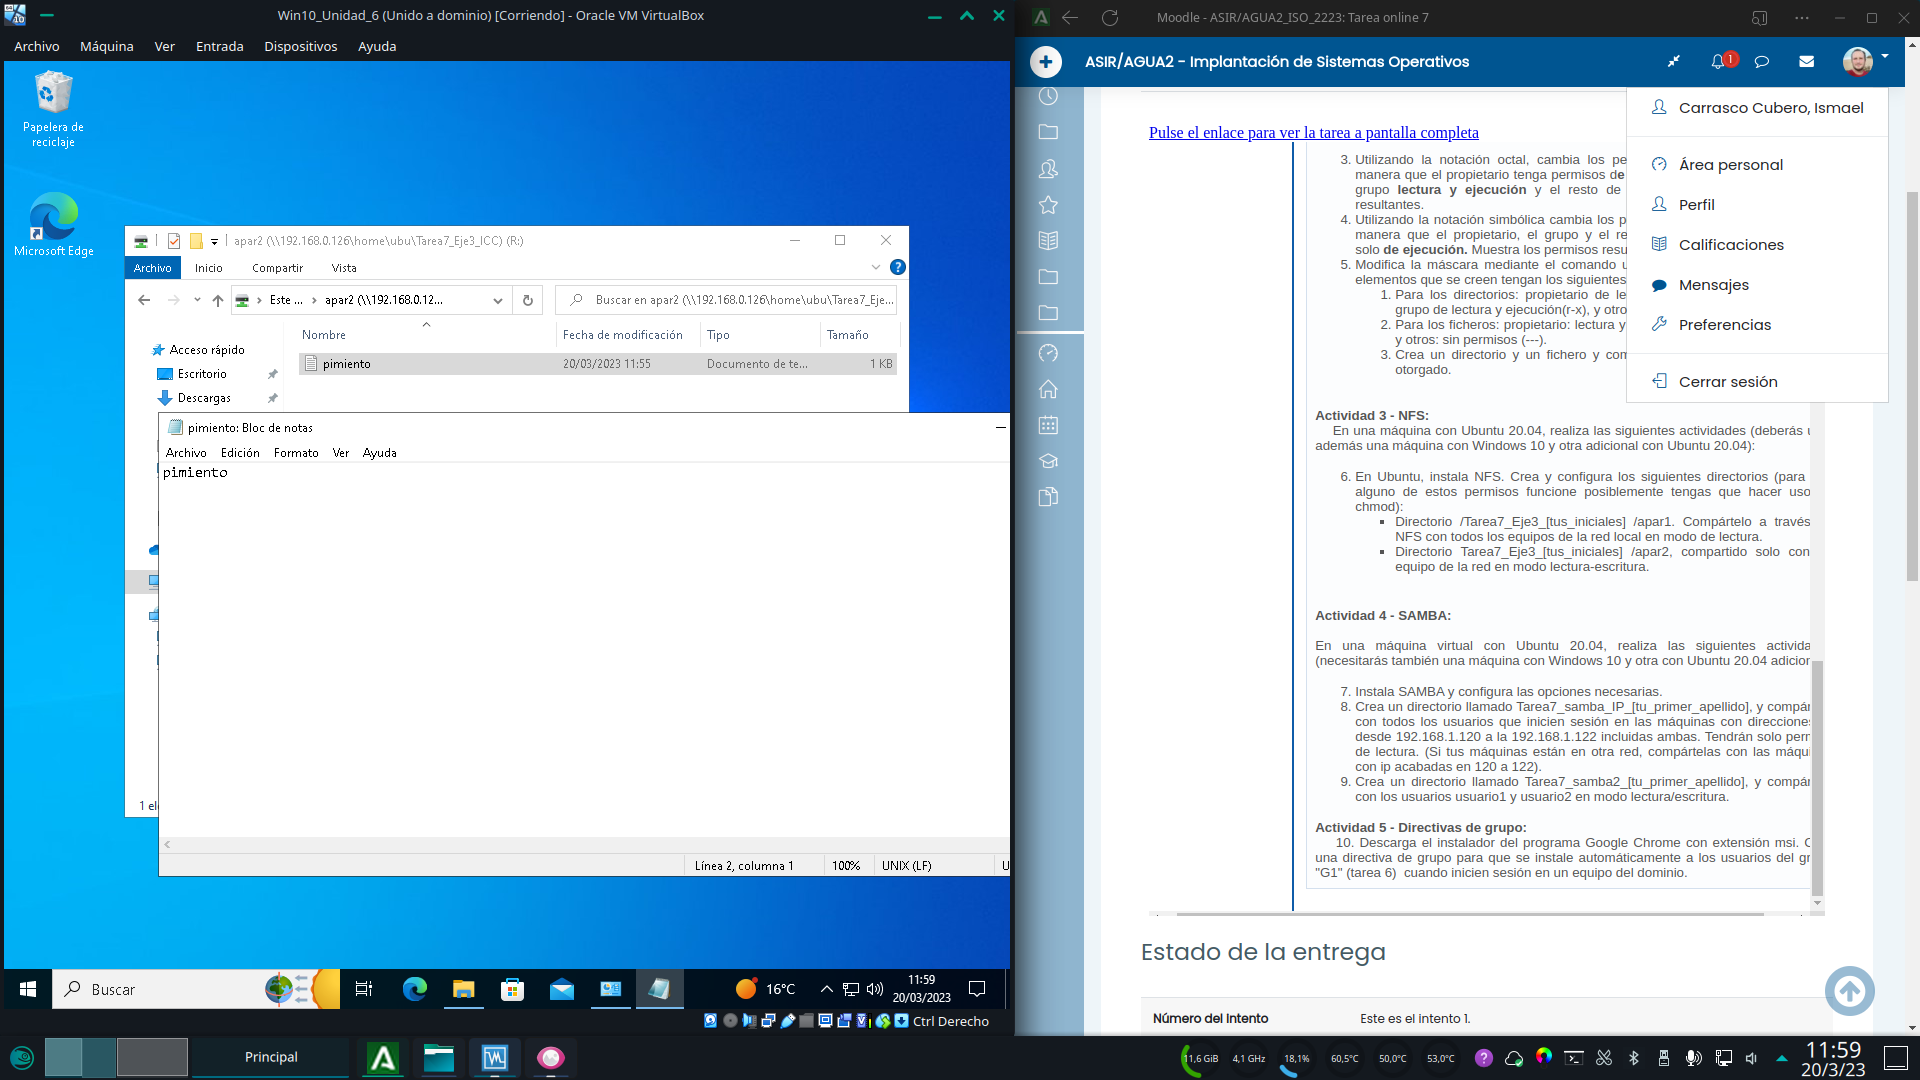 Win10_Unidad_6 (Unido a dominio) [Corriendo] - Oracle VM VirtualBox
Archivo Máquina Ver Entrada Dispositivos Ayuda
Papelera de reciclaje
Microsoft Edge
apar2 (\\192.168.0.126\home\ubu\Tarea7_Eje3_ICC) (R:)
Archivo Inicio Compartir Vista
Este ... > apar2 (\\192.168.0.12...
Buscar en apar2 (\\192.168.0.126\home\ubu\Tarea7_Eje...
Nombre Fecha de modificación Tipo Tamaño
Acceso rápido
Escritorio
Descargas
pimiento 20/03/2023 11:55 Documento de te... 1 KB
1 el
pimiento: Bloc de notas
Archivo Edición Formato Ver Ayuda
pimiento
Línea 2, columna 1 100% UNIX (LF) U
Buscar
16°C
11:59
20/03/2023
Ctrl Derecho
Moodle - ASIR/AGUA2_ISO_2223: Tarea online 7
ASIR/AGUA2 - Implantación de Sistemas Operativos
1
Carrasco Cubero, Ismael
Área personal
Perfil
Calificaciones
Mensajes
Preferencias
Cerrar sesión
Pulse el enlace para ver la tarea a pantalla completa
3. Utilizando la notación octal, cambia los pe
manera que el propietario tenga permisos de
grupo lectura y ejecución y el resto de
resultantes.
4. Utilizando la notación simbólica cambia los p
manera que el propietario, el grupo y el re
solo de ejecución. Muestra los permisos resu
5. Modifica la máscara mediante el comando u
elementos que se creen tengan los siguientes
1. Para los directorios: propietario de le
grupo de lectura y ejecución(r-x), y otro
2. Para los ficheros: propietario: lectura y
y otros: sin permisos (---).
3. Crea un directorio y un fichero y com
otorgado.
Actividad 3 - NFS:
En una máquina con Ubuntu 20.04, realiza las siguientes actividades (deberás u
además una máquina con Windows 10 y otra adicional con Ubuntu 20.04):
6. En Ubuntu, instala NFS. Crea y configura los siguientes directorios (para
alguno de estos permisos funcione posiblemente tengas que hacer uso
chmod):
▪ Directorio /Tarea7_Eje3_[tus_iniciales] /apar1. Compártelo a través
NFS con todos los equipos de la red local en modo de lectura.
▪ Directorio Tarea7_Eje3_[tus_iniciales] /apar2, compartido solo con
equipo de la red en modo lectura-escritura.
Actividad 4 - SAMBA:
En una máquina virtual con Ubuntu 20.04, realiza las siguientes activida
(necesitarás también una máquina con Windows 10 y otra con Ubuntu 20.04 adicior
7. Instala SAMBA y configura las opciones necesarias.
8. Crea un directorio llamado Tarea7_samba_IP_[tu_primer_apellido], y compár
con todos los usuarios que inicien sesión en las máquinas con direcciones
desde 192.168.1.120 a la 192.168.1.122 incluidas ambas. Tendrán solo perm
de lectura. (Si tus máquinas están en otra red, compártelas con las máqui
con ip acabadas en 120 a 122).
9. Crea un directorio llamado Tarea7_samba2_[tu_primer_apellido], y compár
con los usuarios usuario1 y usuario2 en modo lectura/escritura.
Actividad 5 - Directivas de grupo:
10. Descarga el instalador del programa Google Chrome con extensión msi. C
una directiva de grupo para que se instale automáticamente a los usuarios del gr
"G1" (tarea 6) cuando inicien sesión en un equipo del dominio.
Estado de la entrega
Número del Intento Este es el intento 1.
Principal
11,6 GiB 4,1 GHz 18,1% 60,5°C 50,0°C 53,0°C
11:59
20/3/23